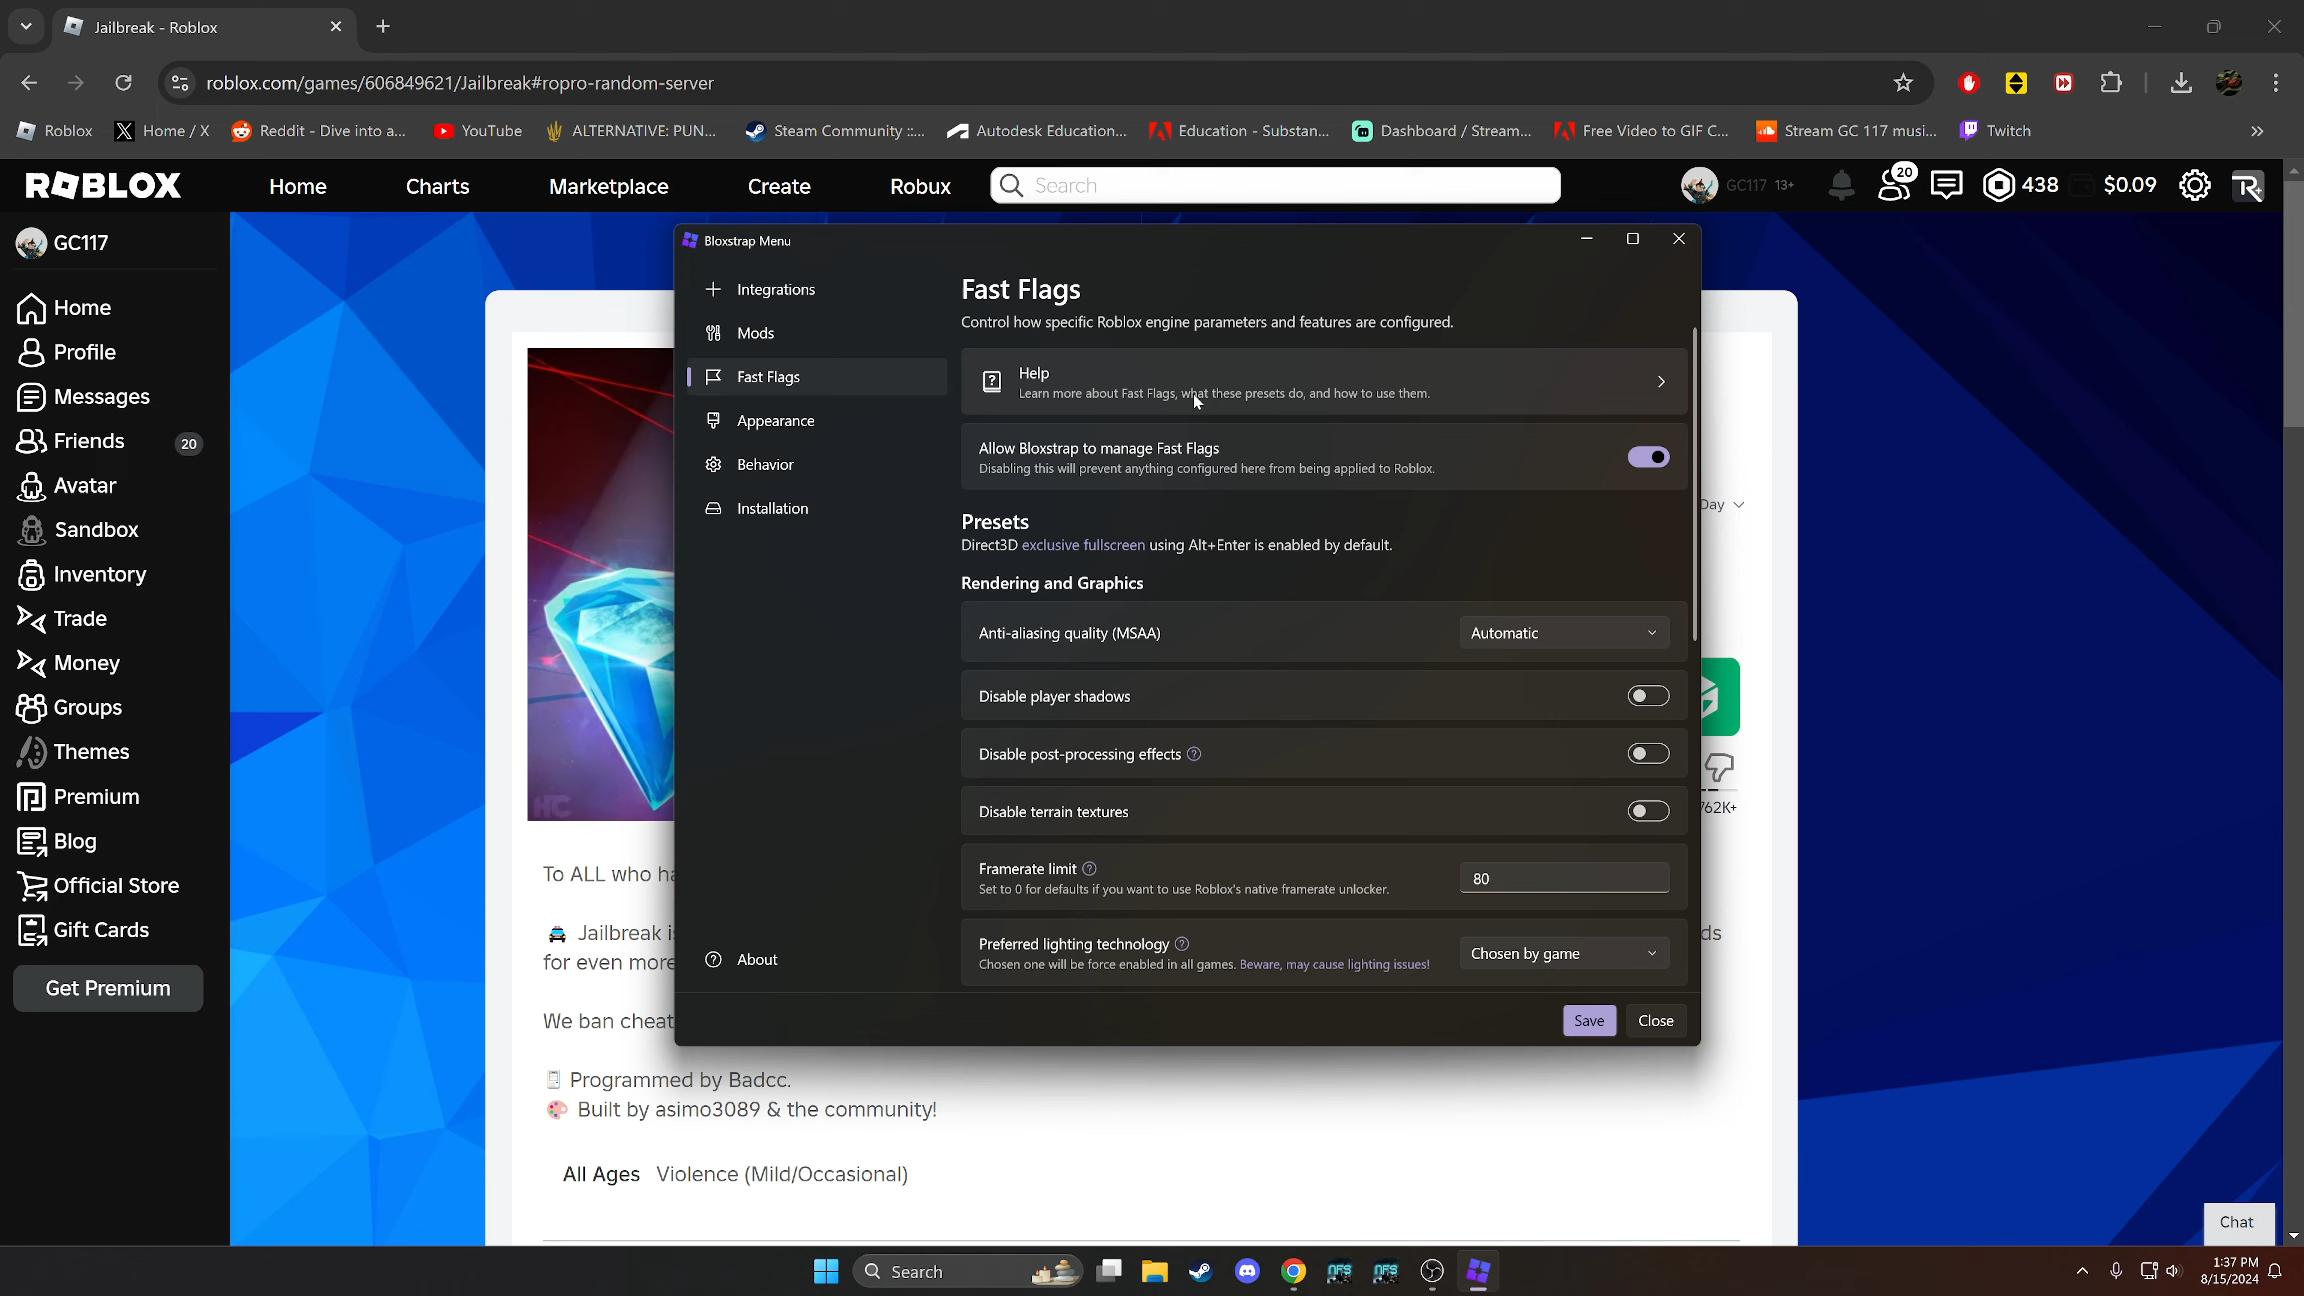 Jailbreak - Roblox
roblox.com/games/606849621/Jailbreak#ropro-random-server
Roblox Home / X Reddit - Dive into a... YouTube ALTERNATIVE: PUN... Steam Community ::... Autodesk Education... Education - Substan... Dashboard / Stream... Free Video to GIF C... Stream GC 117 musi... Twitch
ROBLOX Home Charts Marketplace Create Robux Search GC117 13+ 20 438 $0.09
GC117
Home
Profile
Messages
Friends 20
Avatar
Sandbox
Inventory
Trade
Money
Groups
Themes
Premium
Blog
Official Store
Gift Cards
Get Premium
Bloxstrap Menu
Integrations
Mods
Fast Flags
Appearance
Behavior
Installation
About
Fast Flags
Control how specific Roblox engine parameters and features are configured.
Help
Learn more about Fast Flags, what these presets do, and how to use them.
Allow Bloxstrap to manage Fast Flags
Disabling this will prevent anything configured here from being applied to Roblox.
Presets
Direct3D exclusive fullscreen using Alt+Enter is enabled by default.
Rendering and Graphics
Anti-aliasing quality (MSAA) Automatic
Disable player shadows
Disable post-processing effects
Disable terrain textures
Framerate limit
Set to 0 for defaults if you want to use Roblox's native framerate unlocker.
80
Preferred lighting technology
Chosen one will be force enabled in all games. Beware, may cause lighting issues!
Chosen by game
Save Close
Day
762K+
To ALL who ha
Jailbreak i
ds
for even more
We ban cheat
Programmed by Badcc.
Built by asimo3089 & the community!
All Ages Violence (Mild/Occasional)
Chat
Search
NFS NFS
1:37 PM
8/15/2024